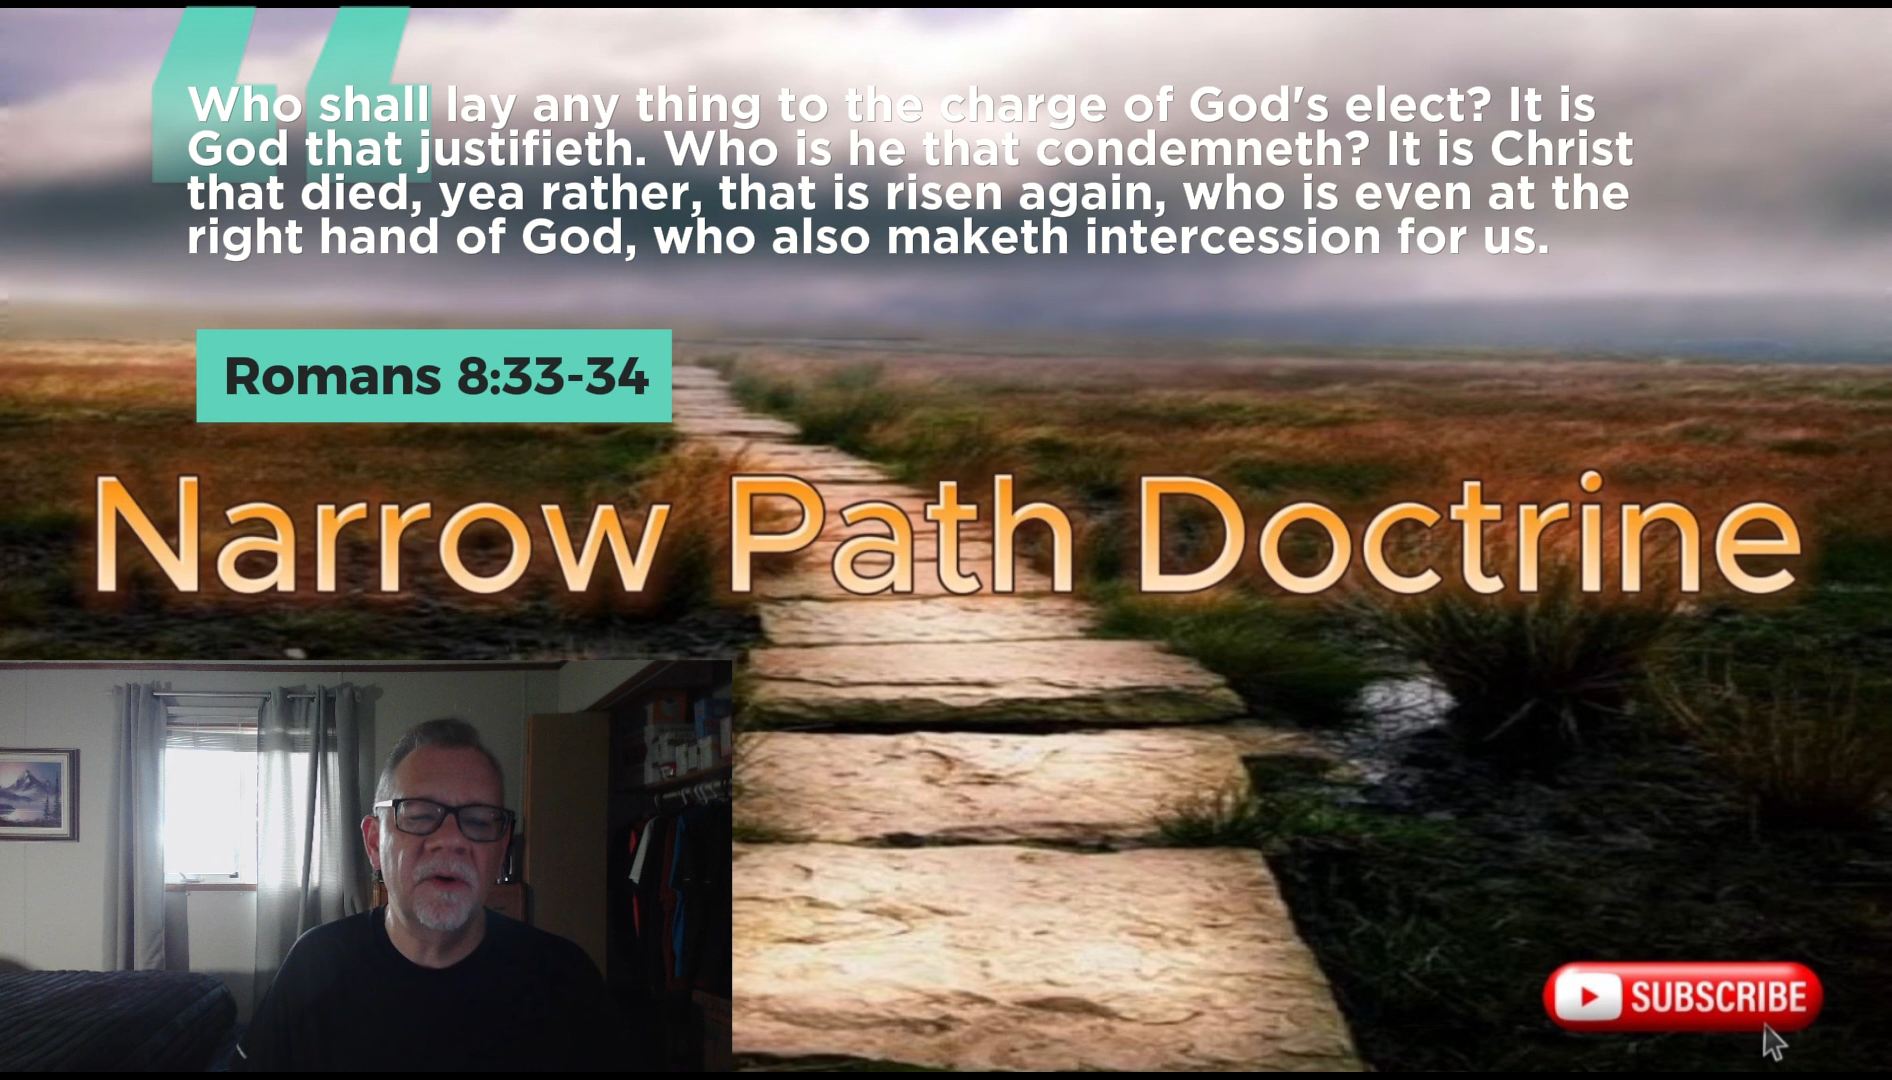 Who shall lay any thing to the charge of God's elect? It is
God that justifieth. Who is he that condemneth? It is Christ
that died, yea rather, that is risen again, who is even at the
right hand of God, who also maketh intercession for us.
Romans 8:33-34
Narrow Path Doctrine
SUBSCRIBE